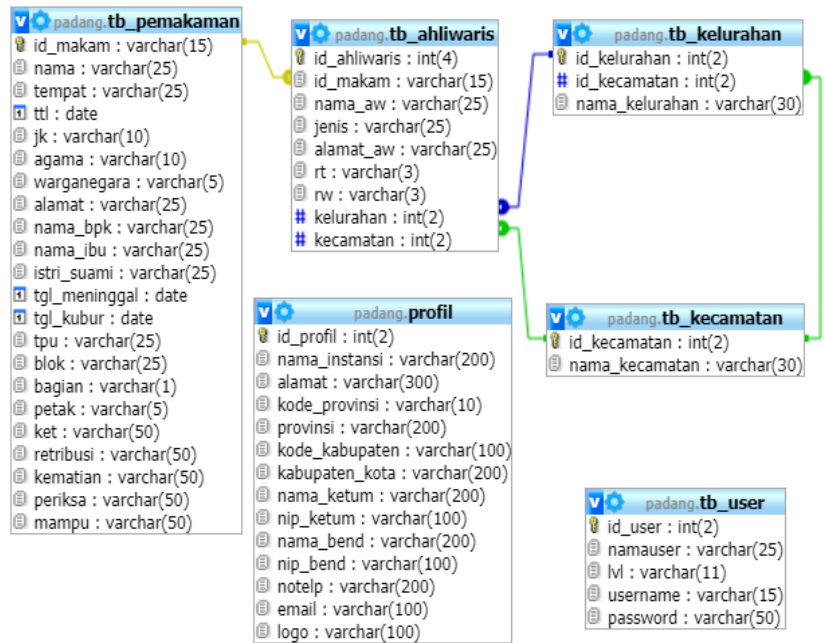 padang.tb_pemakaman
id_makam : varchar(15)
nama : varchar(25)
tempat : varchar(25)
ttl : date
jk : varchar(10)
agama : varchar(10)
warganegara : varchar(5)
alamat : varchar(25)
nama_bpk : varchar(25)
nama_ibu : varchar(25)
istri_suami : varchar(25)
tgl_meninggal : date
tgl_kubur : date
tpu : varchar(25)
blok : varchar(25)
bagian : varchar(1)
petak : varchar(5)
ket : varchar(50)
retribusi : varchar(50)
kematian : varchar(50)
periksa : varchar(50)
mampu : varchar(50)
padang.tb_ahliwaris
id_ahliwaris : int(4)
id_makam : varchar(15)
nama_aw : varchar(25)
jenis : varchar(25)
alamat_aw : varchar(25)
rt : varchar(3)
rw : varchar(3)
# kelurahan : int(2)
# kecamatan : int(2)
padang.tb_kelurahan
id_kelurahan : int(2)
# id_kecamatan : int(2)
nama_kelurahan : varchar(30)
padang.profil
id_profil : int(2)
nama_instansi : varchar(200)
alamat : varchar(300)
kode_provinsi : varchar(10)
provinsi : varchar(200)
kode_kabupaten : varchar(100)
kabupaten_kota : varchar(200)
nama_ketum : varchar(200)
nip_ketum : varchar(100)
nama_bend : varchar(200)
nip_bend : varchar(100)
notelp : varchar(200)
email : varchar(100)
logo : varchar(100)
padang.tb_kecamatan
id_kecamatan : int(2)
nama_kecamatan : varchar(30)
padang.tb_user
id_user : int(2)
namauser : varchar(25)
lvl : varchar(11)
username : varchar(15)
password : varchar(50)